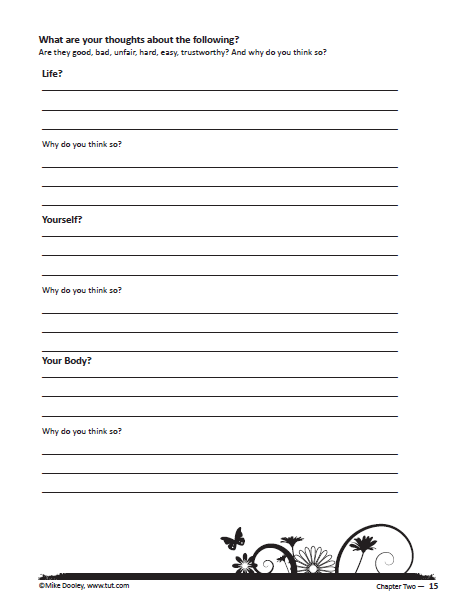 What are your thoughts about the following?
Are they good, bad, unfair, hard, easy, trustworthy? And why do you think so?
Life?
Why do you think so?
Yourself?
Why do you think so?
Your Body?
Why do you think so?
©Mike Dooley, www.tut.com
Chapter Two — 15